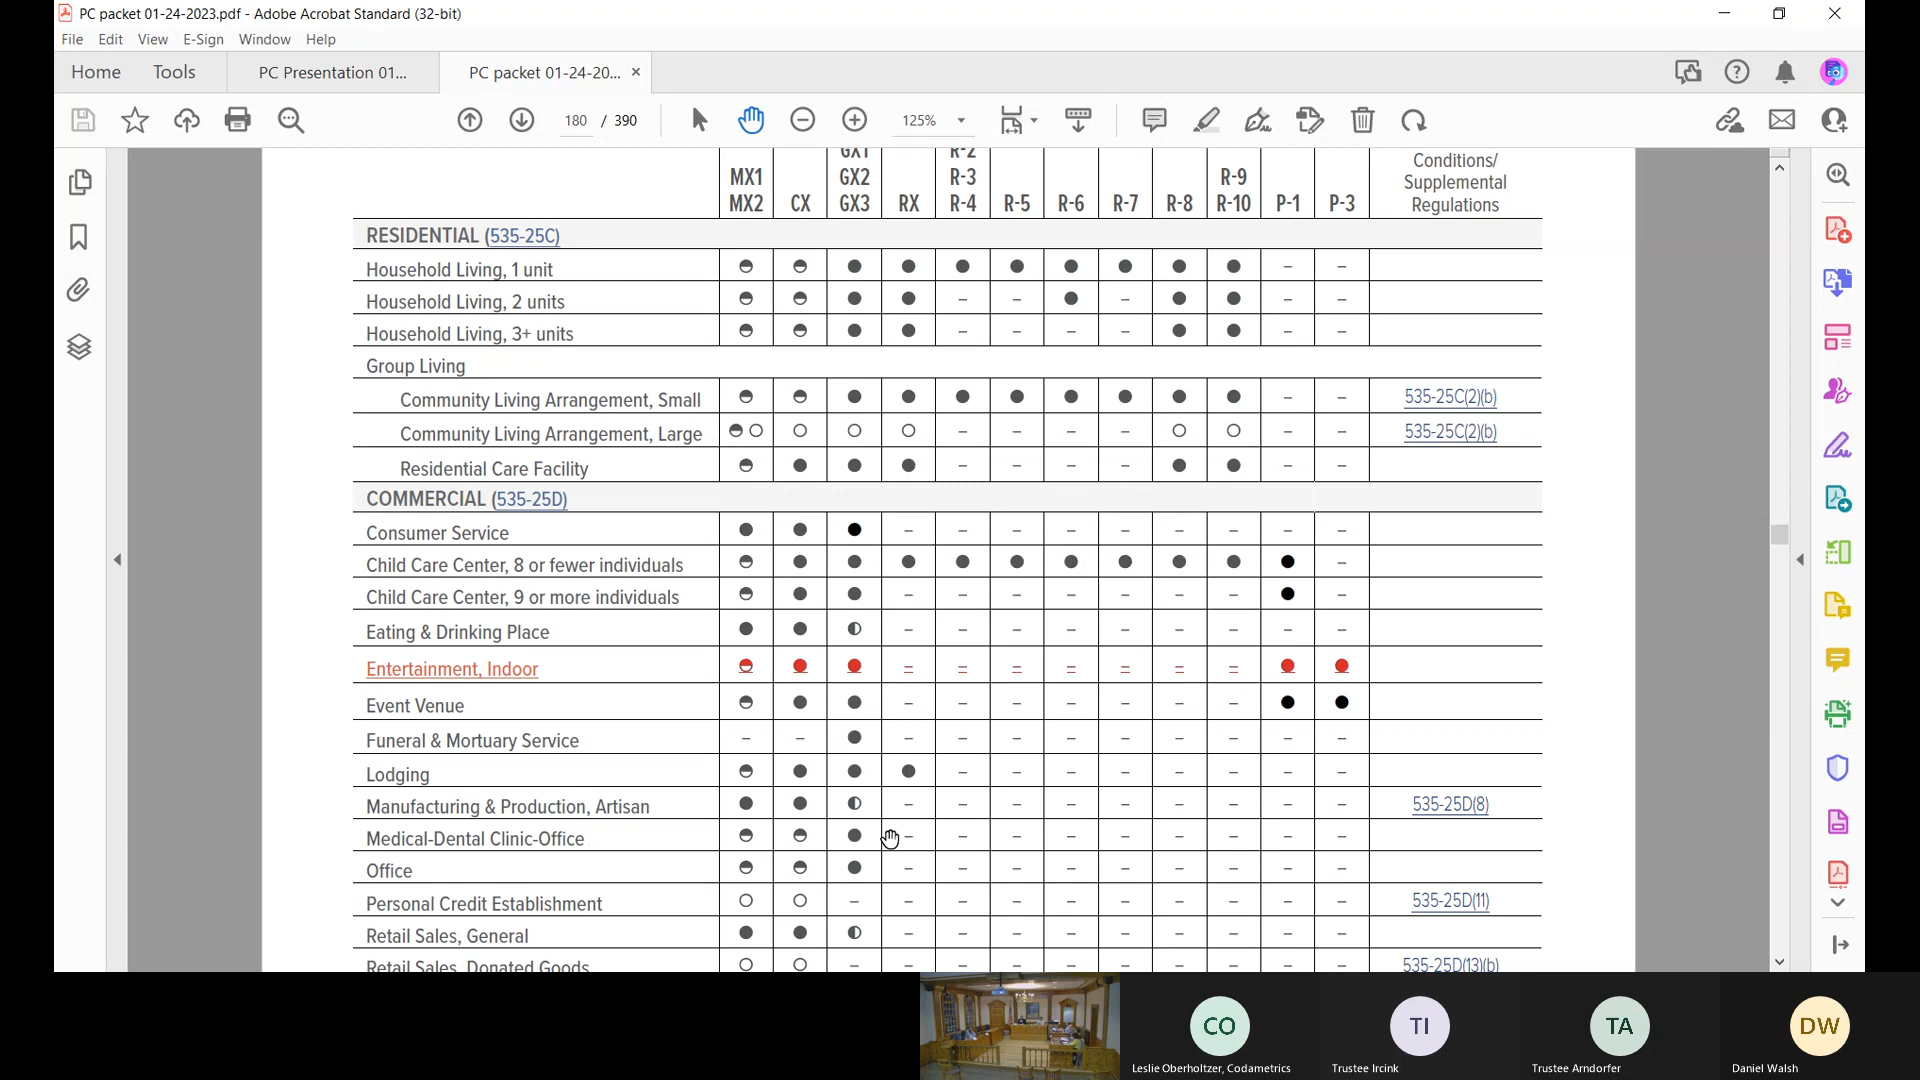 PC packet 01-24-2023.pdf - Adobe Acrobat Standard (32-bit)
File Edit View E-Sign Window Help
Home Tools PC Presentation 01... PC packet 01-24-20... ×
180 / 390 125%
GX1 R-2 Conditions/
MX1 GX2 R-3 R-9 Supplemental
MX2 CX GX3 RX R-4 R-5 R-6 R-7 R-8 R-10 P-1 P-3 Regulations
RESIDENTIAL (535-25C)
Household Living, 1 unit
Household Living, 2 units
Household Living, 3+ units
Group Living
Community Living Arrangement, Small 535-25C(2)(b)
Community Living Arrangement, Large 535-25C(2)(b)
Residential Care Facility
COMMERCIAL (535-25D)
Consumer Service
Child Care Center, 8 or fewer individuals
Child Care Center, 9 or more individuals
Eating & Drinking Place
Entertainment, Indoor
Event Venue
Funeral & Mortuary Service
Lodging
Manufacturing & Production, Artisan 535-25D(8)
Medical-Dental Clinic-Office
Office
Personal Credit Establishment 535-25D(11)
Retail Sales, General
Retail Sales, Donated Goods 535-25D(13)(b)
CO TI TA DW
Leslie Oberholtzer, Codametrics Trustee Ircink Trustee Arndorfer Daniel Walsh